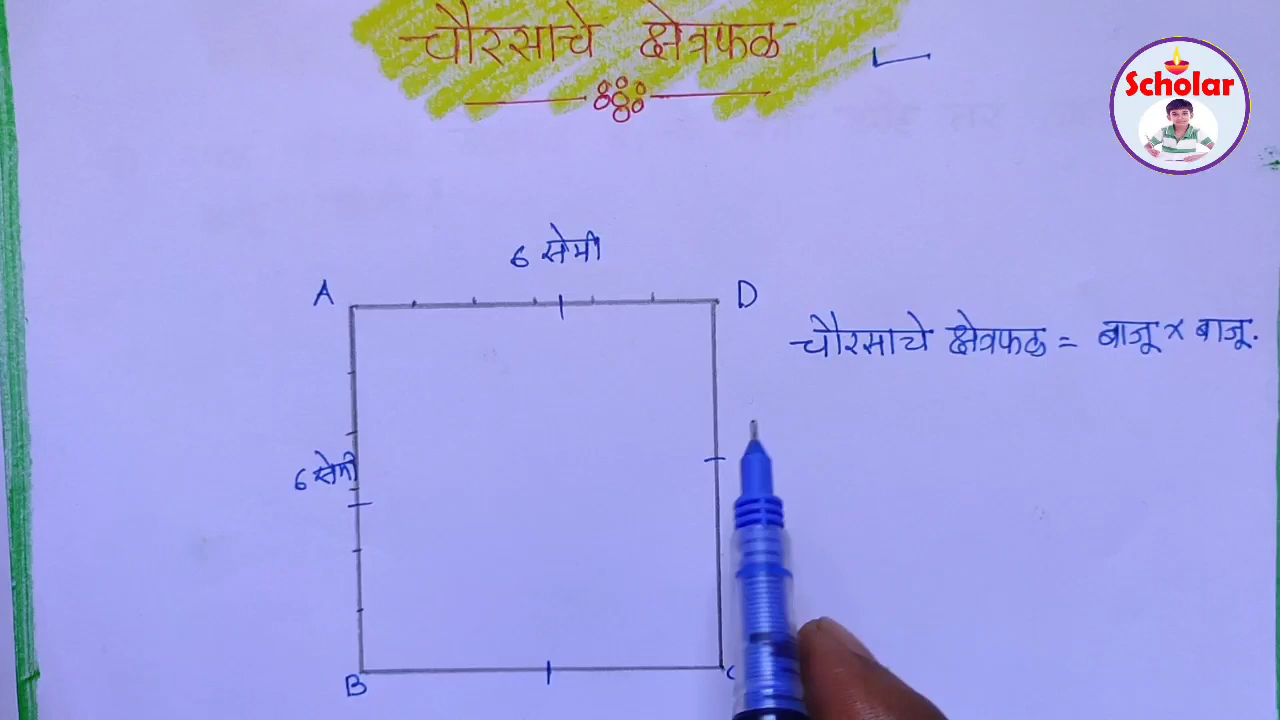 चौरसाचे क्षेत्रफळ
Scholar
6 सेमी
A
D
चौरसाचे क्षेत्रफळ = बाजू × बाजू.
6 सेमी
B
C